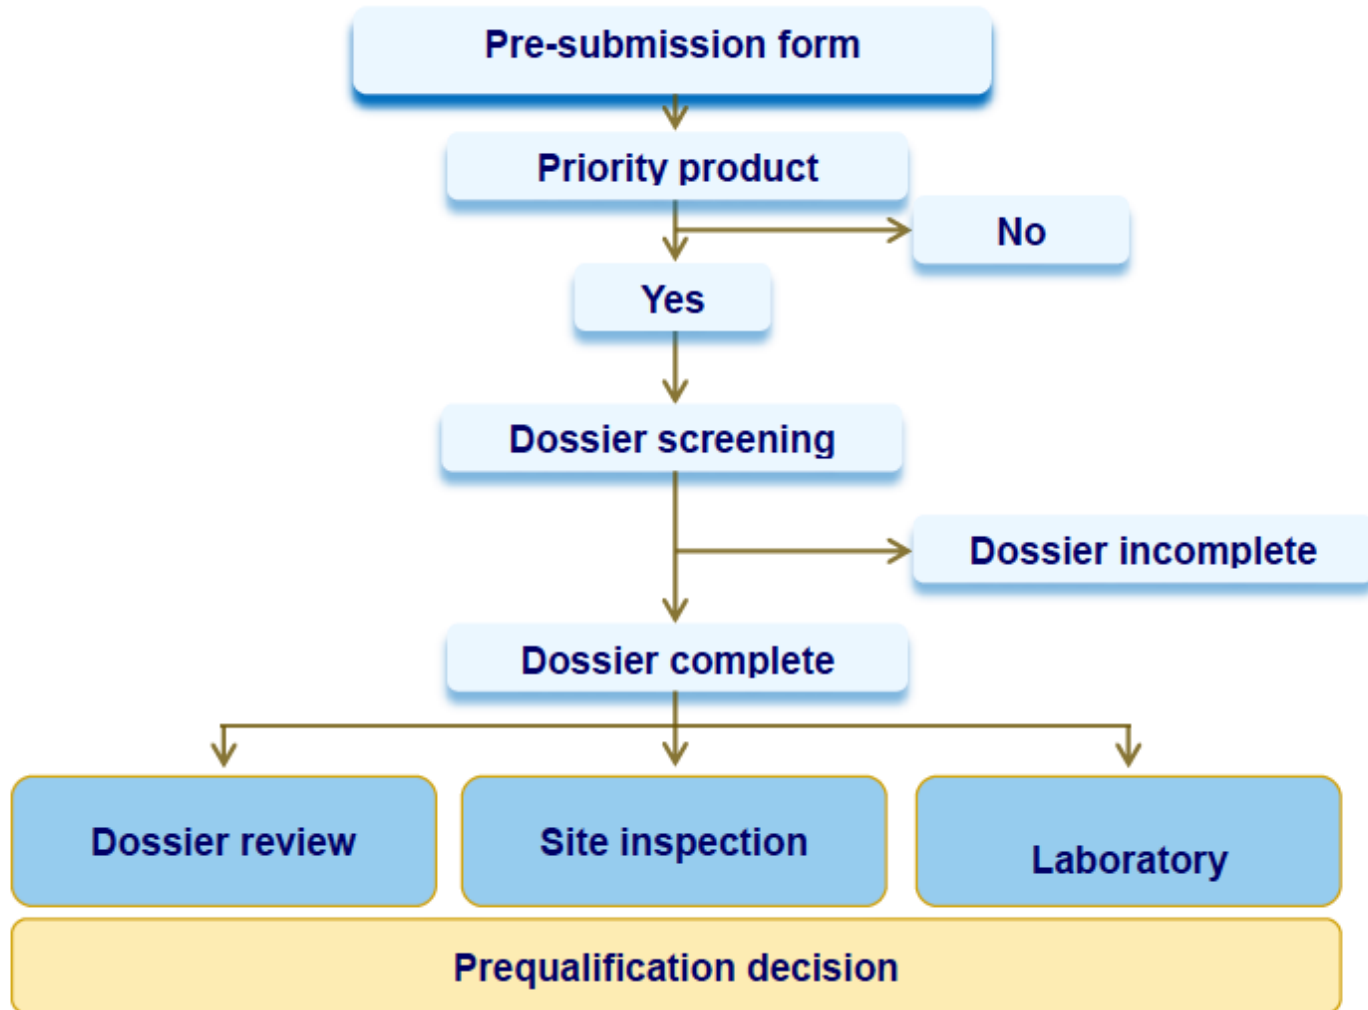 Pre-submission form
Priority product
No
Yes
Dossier screening
Dossier incomplete
Dossier complete
Dossier review
Site inspection
Laboratory
Prequalification decision